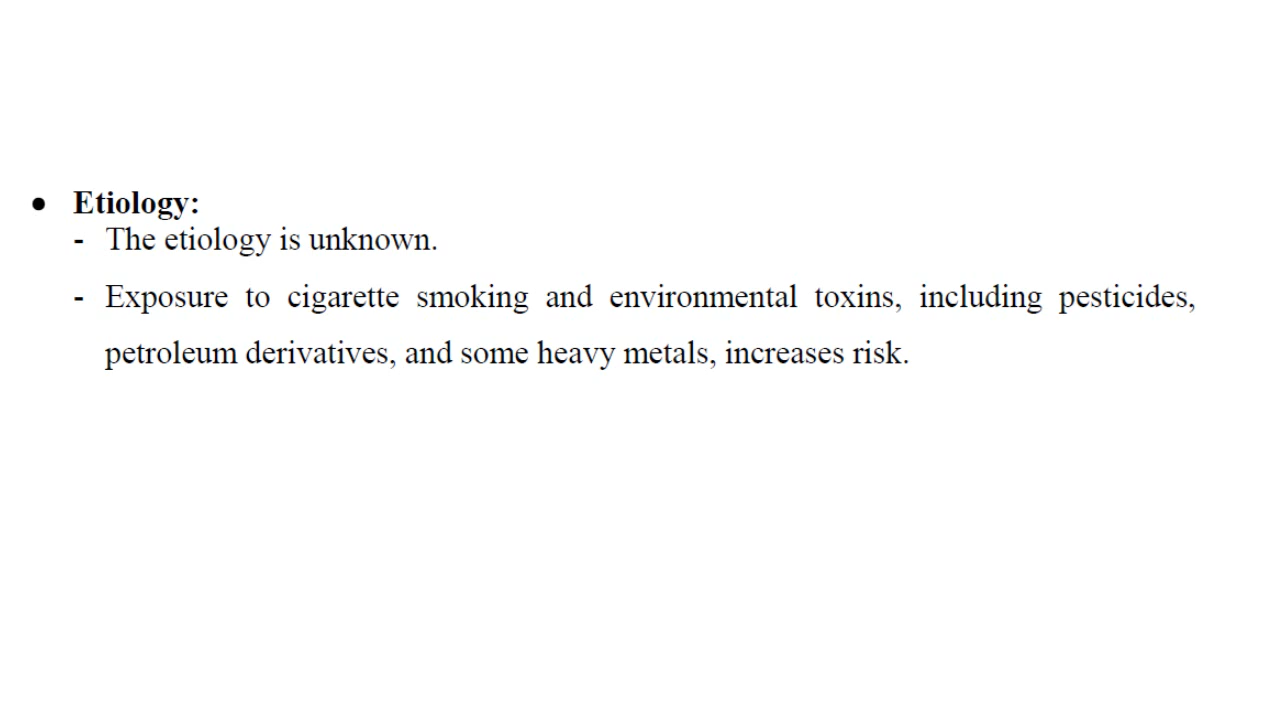 • Etiology:
- The etiology is unknown.
- Exposure to cigarette smoking and environmental toxins, including pesticides,
petroleum derivatives, and some heavy metals, increases risk.